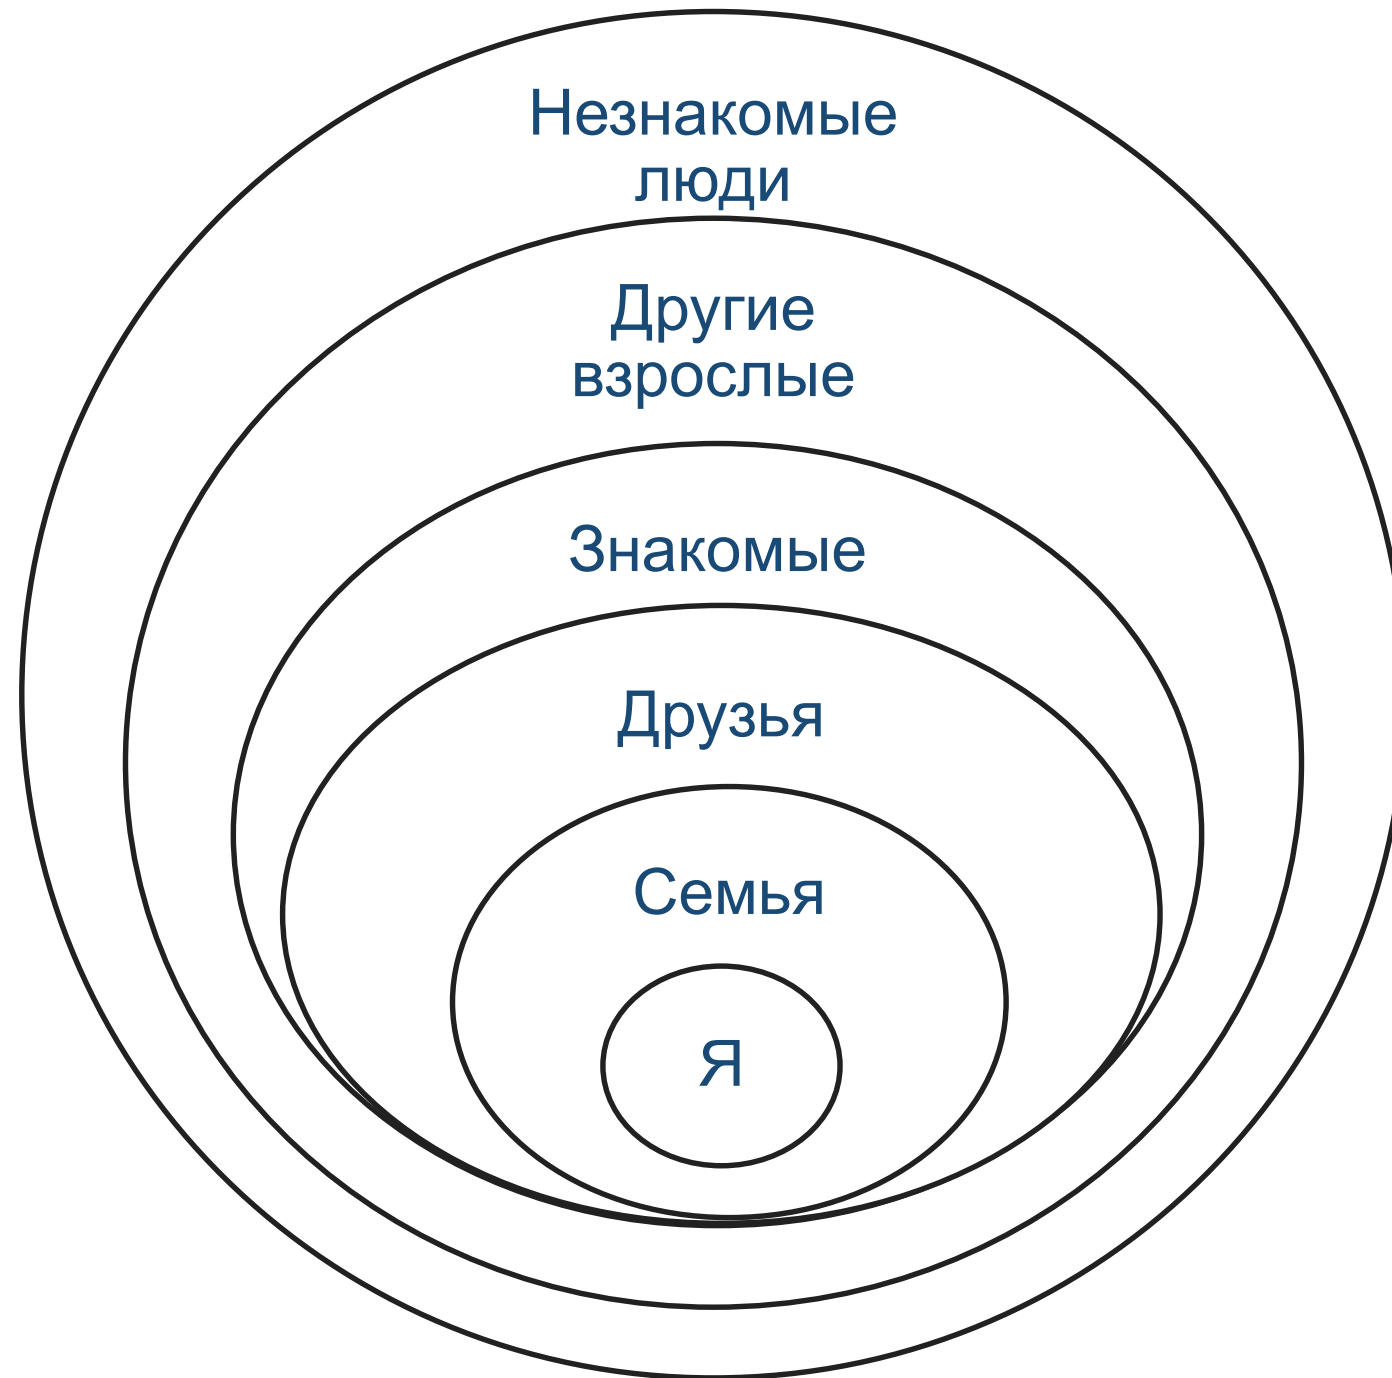 Незнакомые
люди
Другие
взрослые
Знакомые
Друзья
Семья
Я